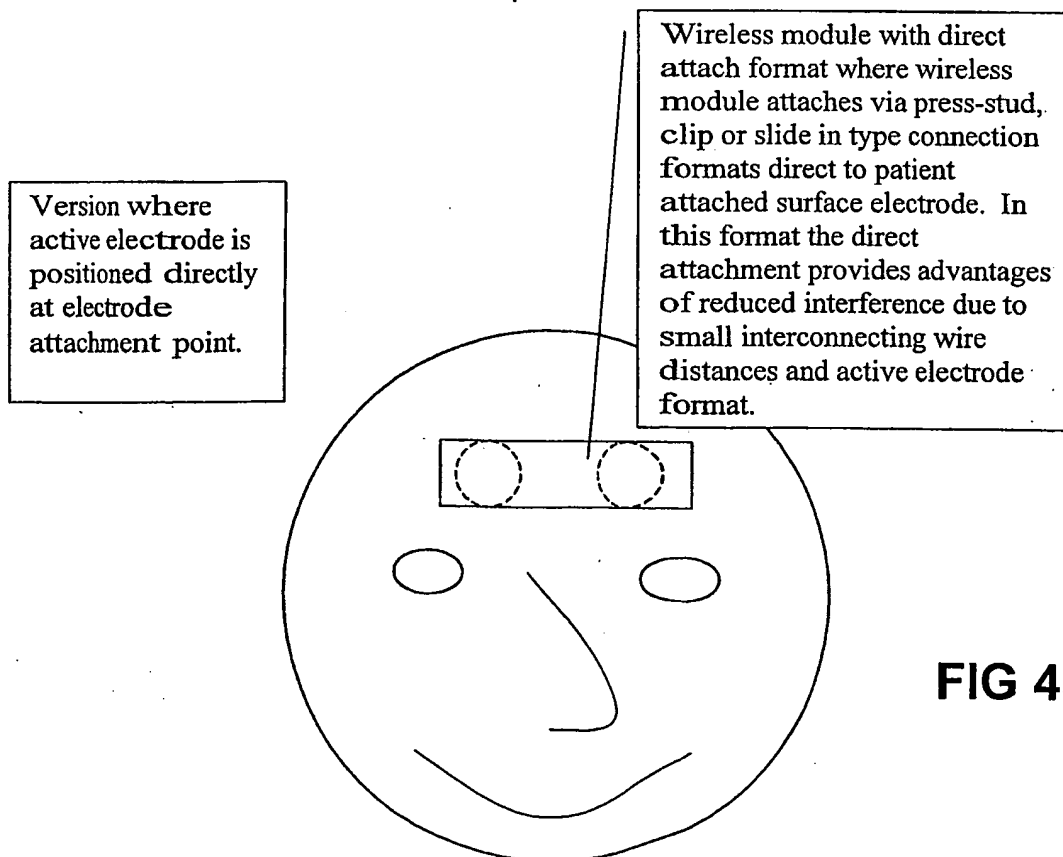 Wireless module with direct
attach format where wireless
module attaches via press-stud,
clip or slide in type connection
formats direct to patient
attached surface electrode. In
this format the direct
attachment provides advantages
of reduced interference due to
small interconnecting wire
distances and active electrode
format.
Version where
active electrode is
positioned directly
at electrode
attachment point.
FIG 4